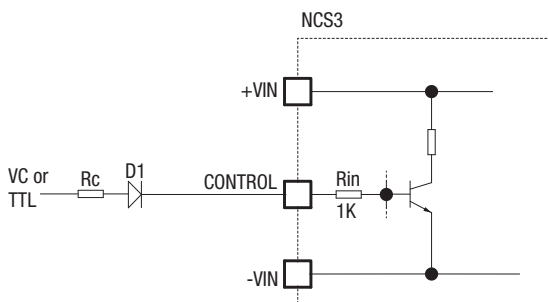 NCS3
+VIN
VC or
TTL
Rc
D1
CONTROL
Rin
1K
-VIN